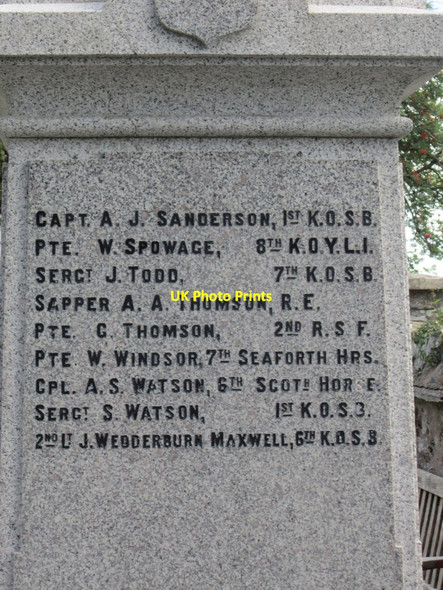 CAPT. A. J. SANDERSON, 1ST K.O.S.B.
PTE. W. SPOWAGE, 8TH K.O.Y.L.I.
SERGT J. TODD, 7TH K.O.S.B.
SAPPER A. A. THOMSON, R.E.
UK Photo Prints
PTE. G. THOMSON, 2ND R.S.F.
PTE W. WINDSOR, 7TH SEAFORTH HRS.
CPL. A. S. WATSON, 6TH SCOTH HORSE.
SERGT S. WATSON, 1ST K.O.S.B.
2ND LT J. WEDDERBURN MAXWELL, 6TH K.O.S.B.